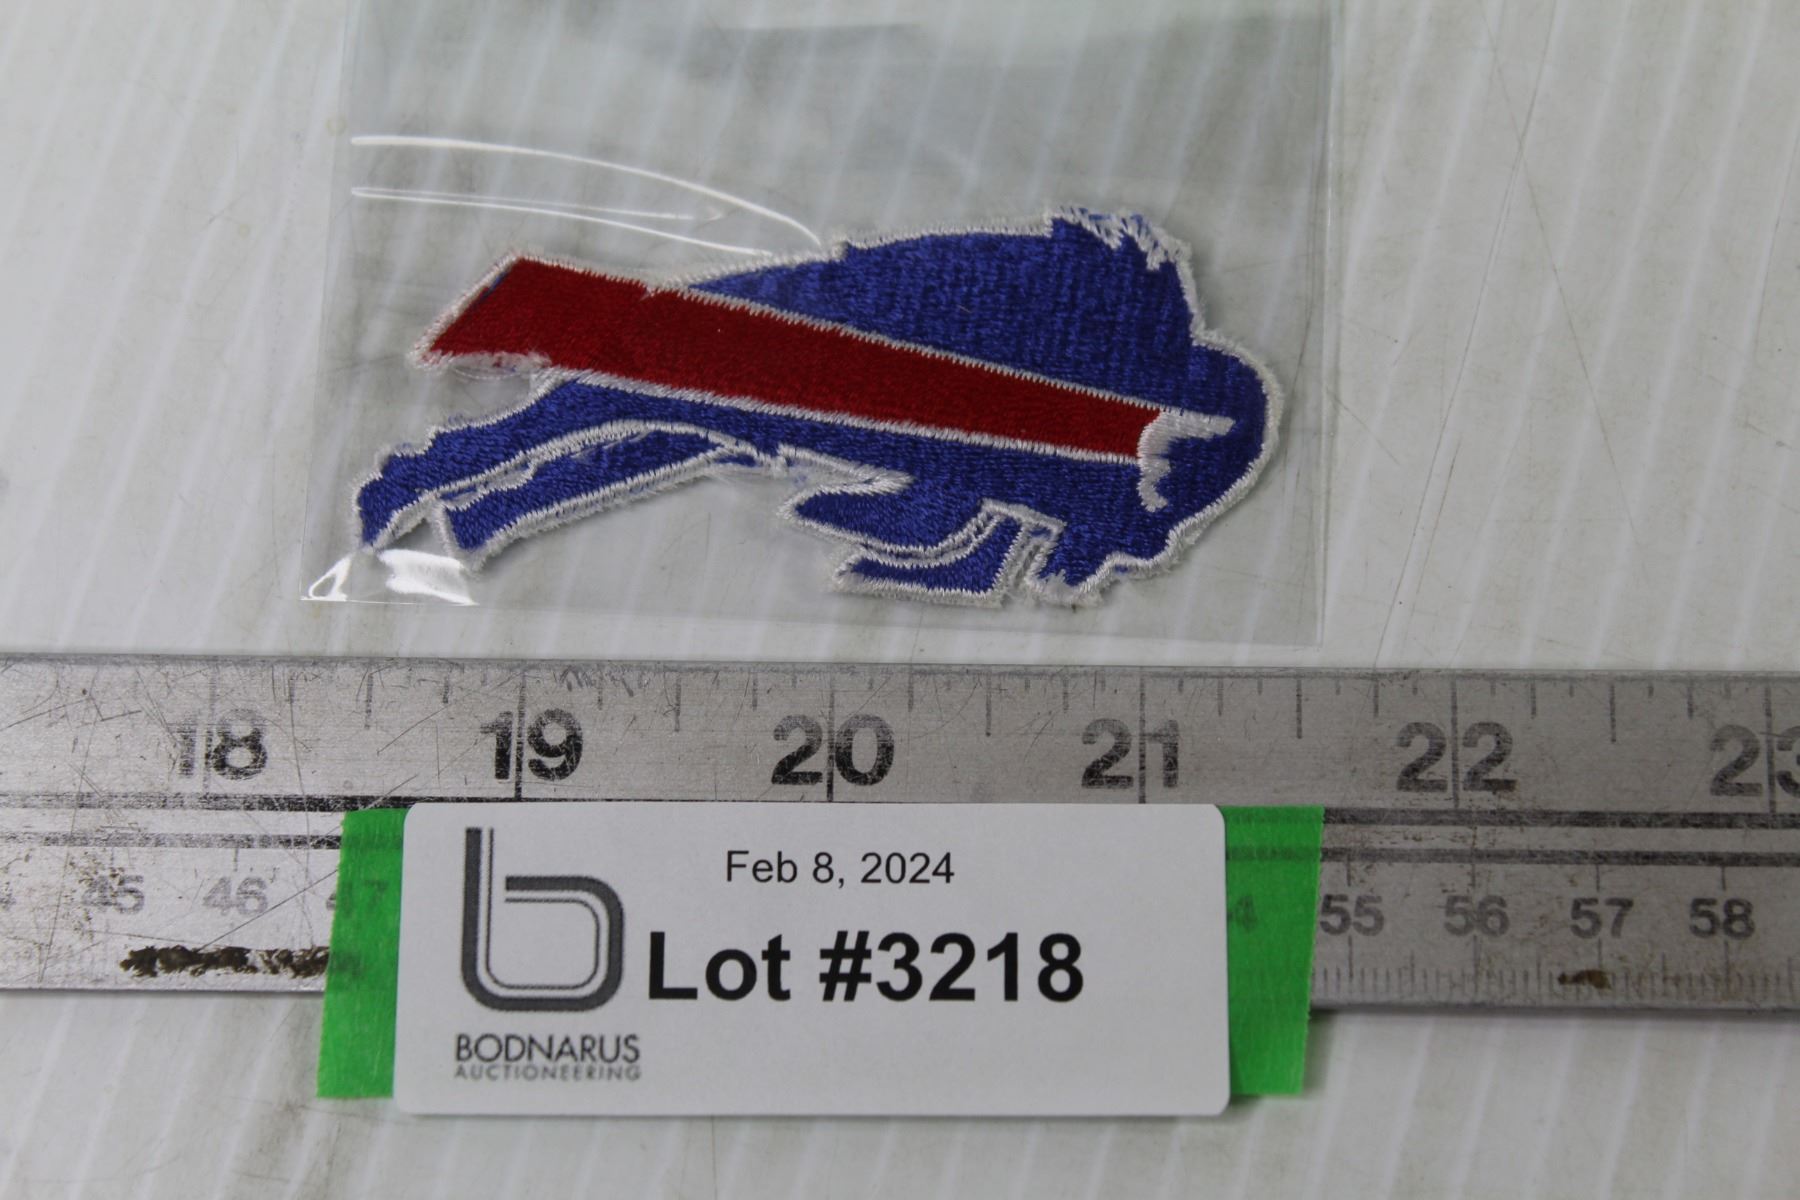 18 19 20 21 22 23
Feb 8, 2024
Lot #3218
BODNARUS
AUCTIONEERING
45 46 47 55 56 57 58